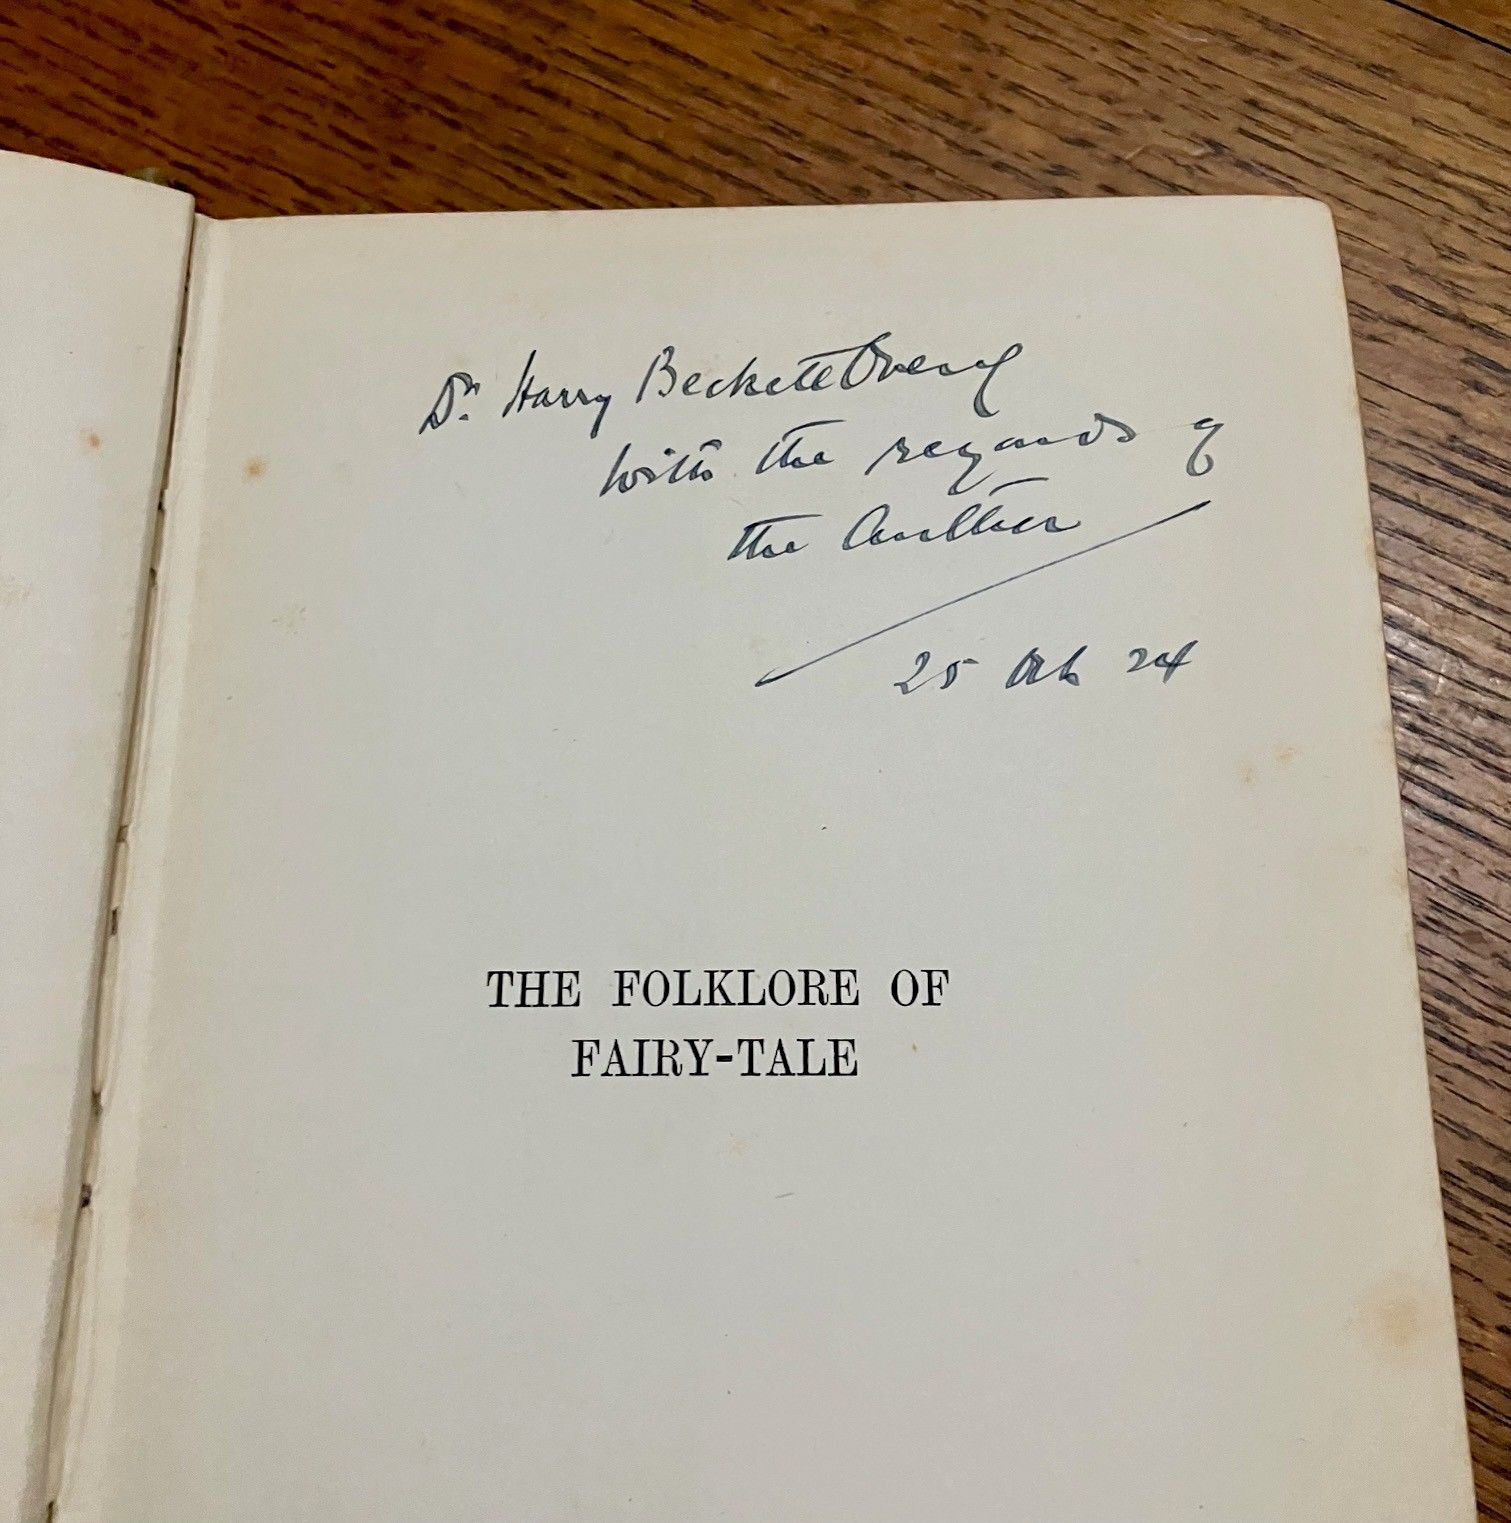 Dr. Harry Beckett Overy
with the regards of
the Author
25 Oct 24
THE FOLKLORE OF
FAIRY-TALE